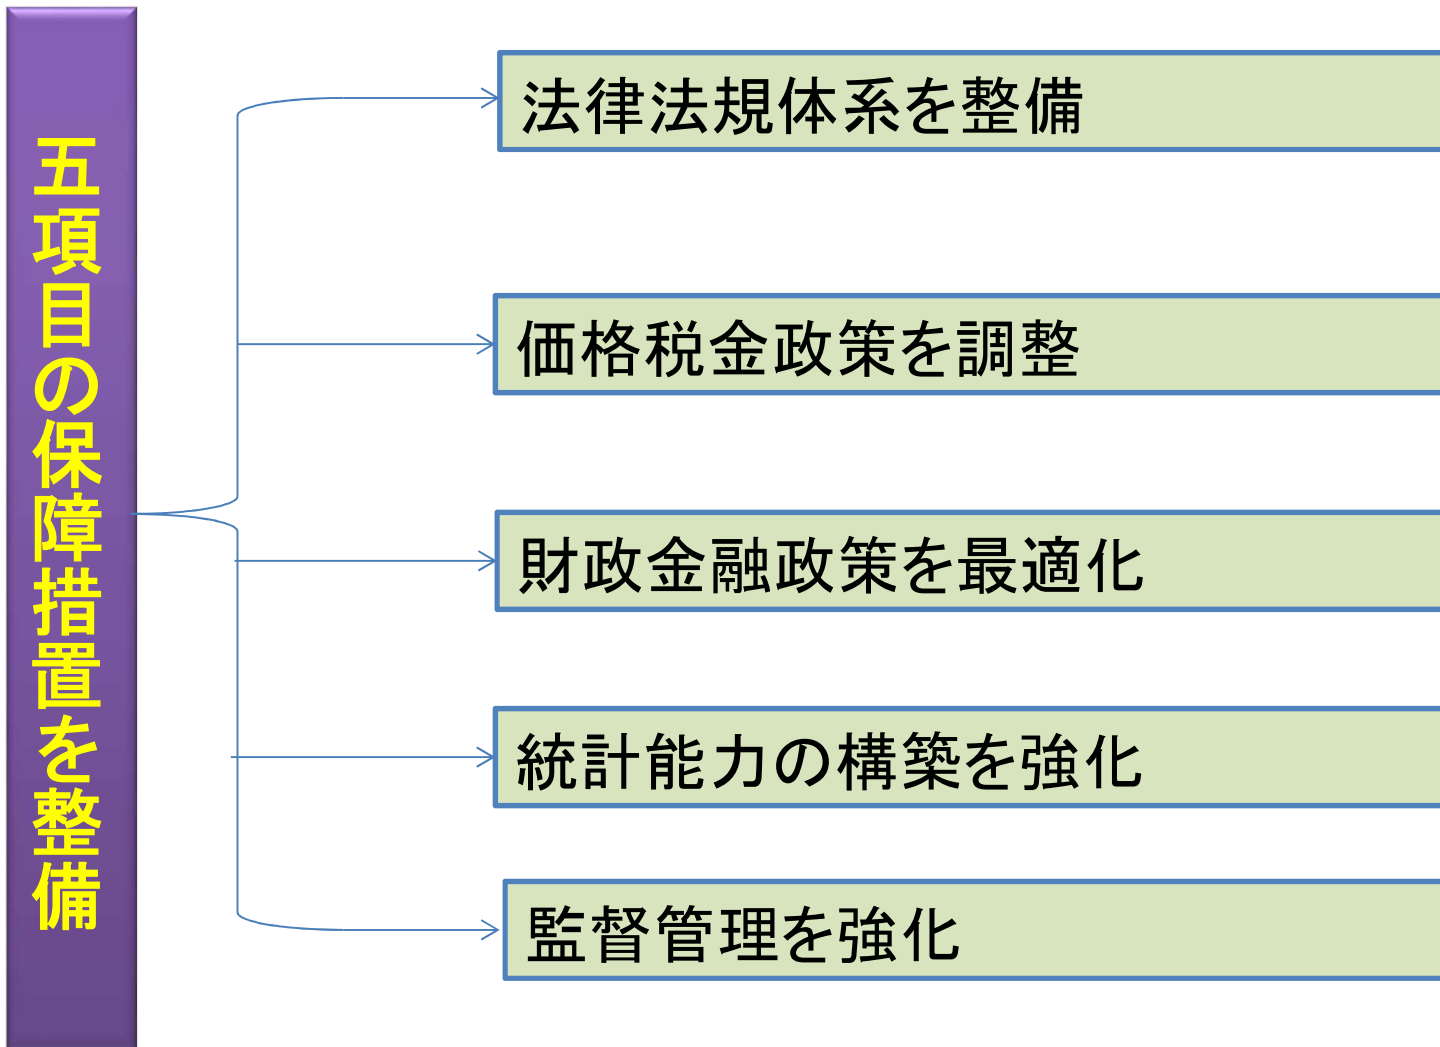 五項目の保障措置を整備
法律法規体系を整備
価格税金政策を調整
財政金融政策を最適化
統計能力の構築を強化
監督管理を強化